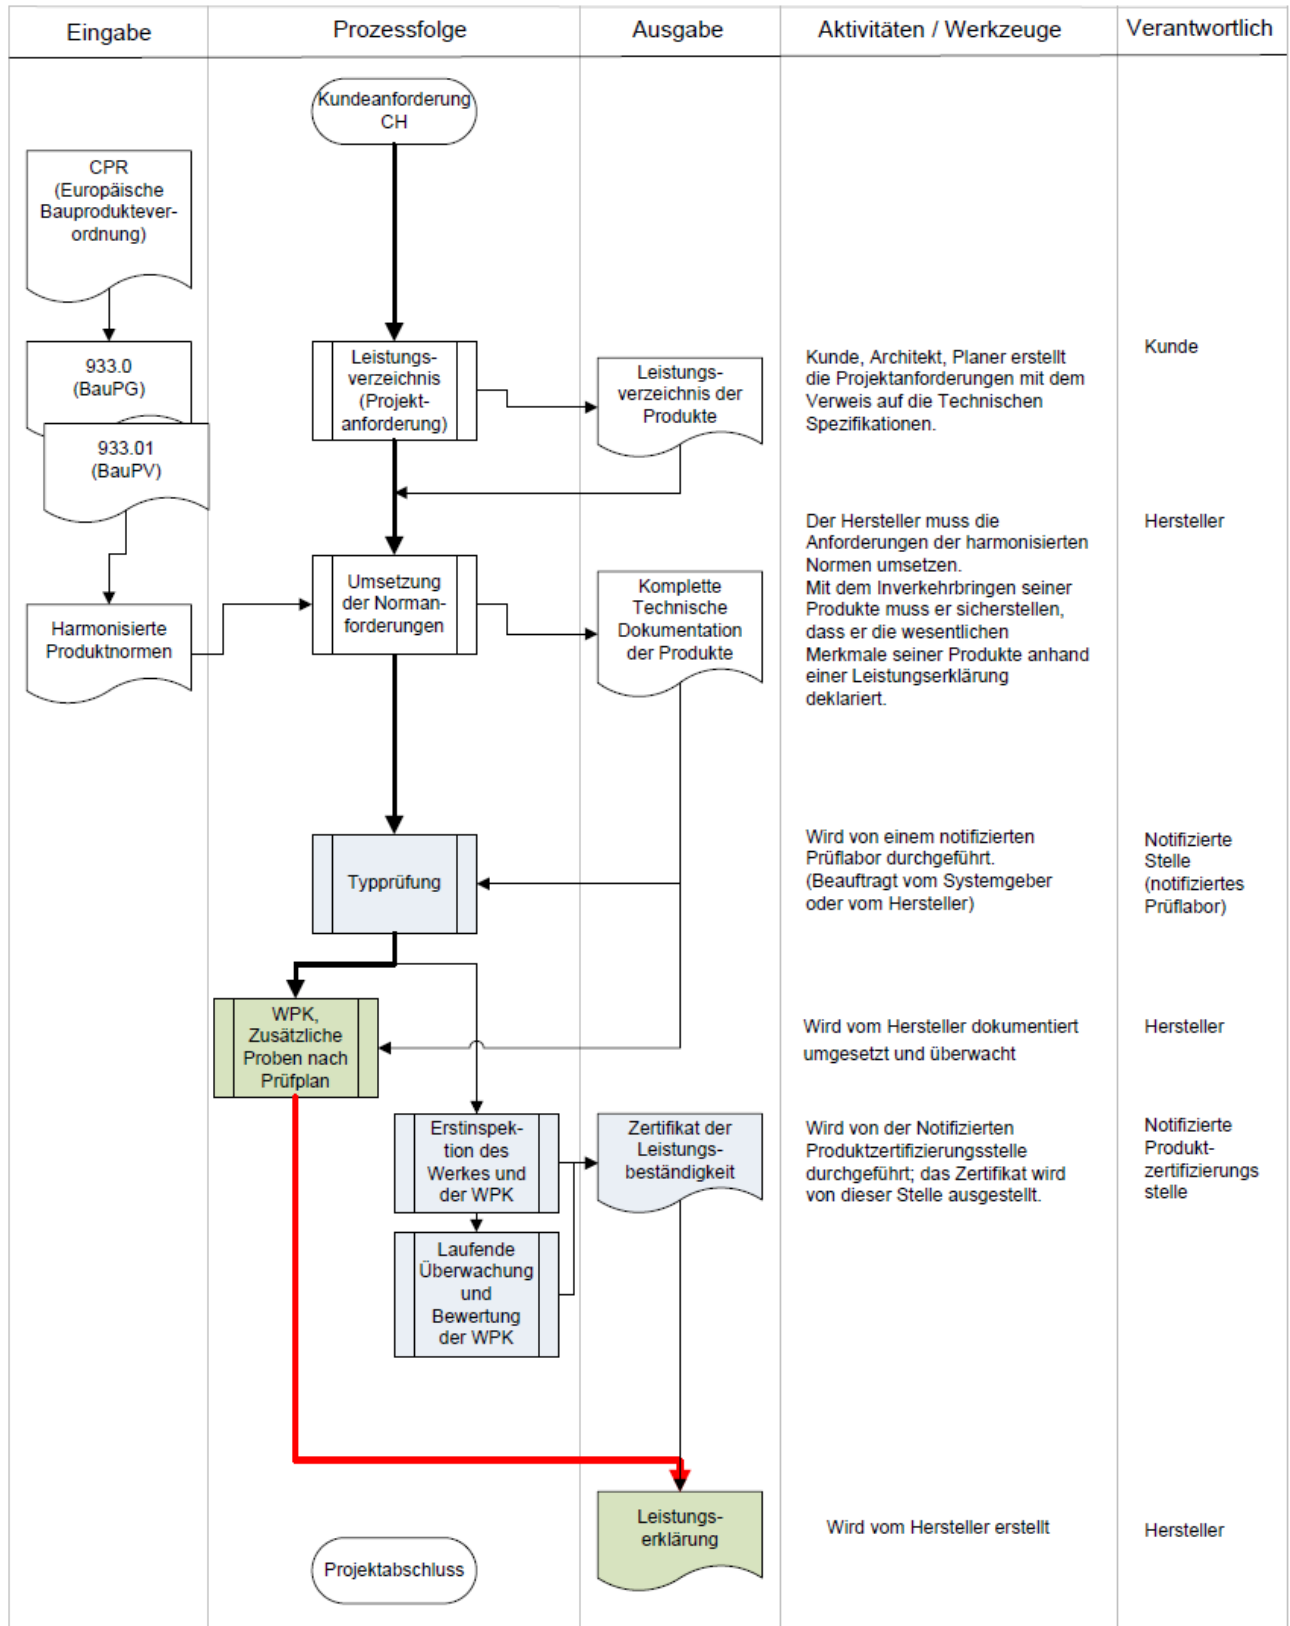 Eingabe
Prozessfolge
Ausgabe
Aktivitäten / Werkzeuge
Verantwortlich
Kundeanforderung
CH
CPR
(Europäische
Bauproduktever-
ordnung)
933.0
(BauPG)
933.01
(BauPV)
Leistungs-
verzeichnis
(Projekt-
anforderung)
Leistungs-
verzeichnis der
Produkte
Kunde, Architekt, Planer erstellt
die Projektanforderungen mit dem
Verweis auf die Technischen
Spezifikationen.
Kunde
Harmonisierte
Produktnormen
Umsetzung
der Norman-
forderungen
Komplette
Technische
Dokumentation
der Produkte
Der Hersteller muss die
Anforderungen der harmonisierten
Normen umsetzen.
Mit dem Inverkehrbringen seiner
Produkte muss er sicherstellen,
dass er die wesentlichen
Merkmale seiner Produkte anhand
einer Leistungserklärung
deklariert.
Hersteller
Typprüfung
Wird von einem notifizierten
Prüflabor durchgeführt.
(Beauftragt vom Systemgeber
oder vom Hersteller)
Notifizierte
Stelle
(notifiziertes
Prüflabor)
WPK,
Zusätzliche
Proben nach
Prüfplan
Wird vom Hersteller dokumentiert
umgesetzt und überwacht
Hersteller
Erstinspek-
tion des
Werkes und
der WPK
Zertifikat der
Leistungs-
beständigkeit
Wird von der Notifizierten
Produktzertifizierungsstelle
durchgeführt; das Zertifikat wird
von dieser Stelle ausgestellt.
Notifizierte
Produkt-
zertifizierungs
stelle
Laufende
Überwachung
und
Bewertung
der WPK
Leistungs-
erklärung
Wird vom Hersteller erstellt
Hersteller
Projektabschluss